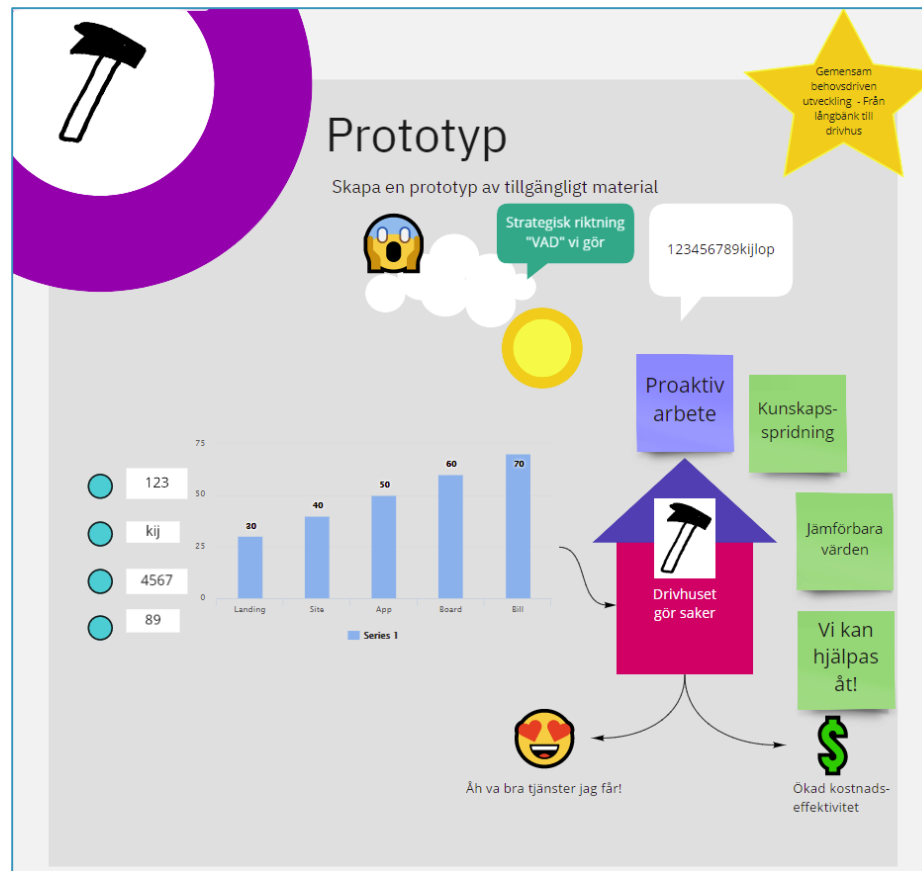 Gemensam
behovsdriven
utveckling - Från
långbänk till
drivhus
Prototyp
Skapa en prototyp av tillgängligt material
Strategisk riktning
"VAD" vi gör
123456789kijlop
Proaktiv
arbete
Kunskaps-
spridning
123
kij
4567
89
75
50
25
0
30
40
50
60
70
Landing
Site
App
Board
Bill
Series 1
Drivhuset
gör saker
Jämförbara
värden
Vi kan
hjälpas
åt!
Åh va bra tjänster jag får!
Ökad kostnads-
effektivitet